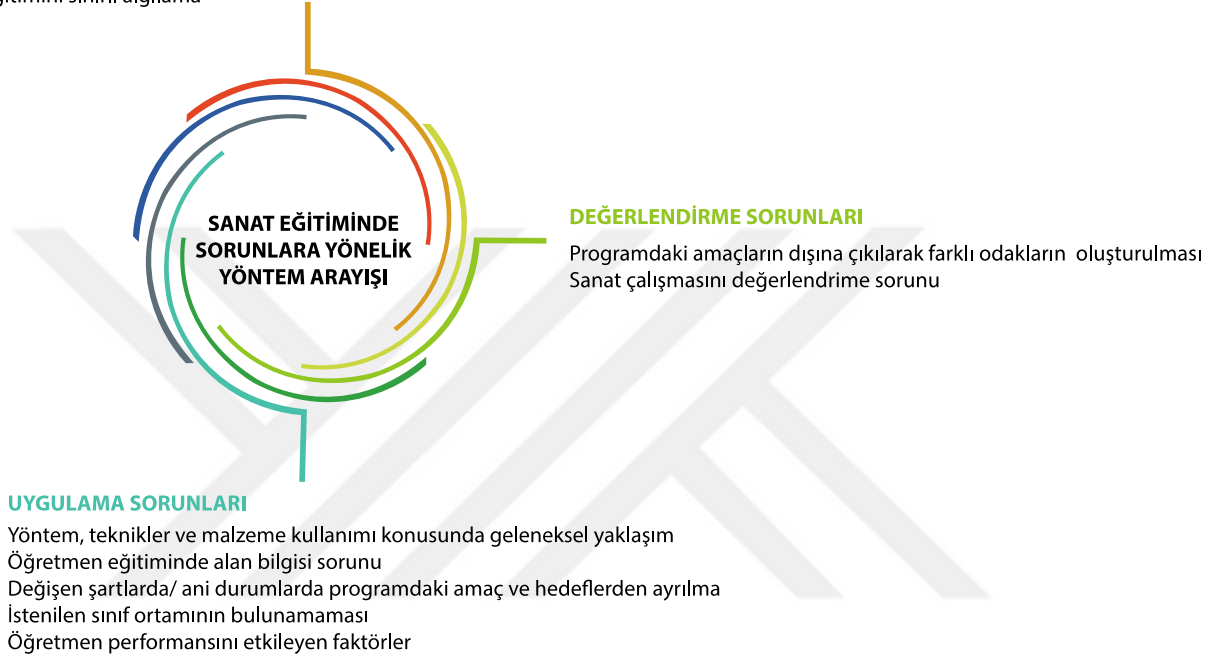 SANAT EĞİTİMİNDE
SORUNLARA YÖNELİK
YÖNTEM ARAYIŞI
DEĞERLENDİRME SORUNLARI
Programdaki amaçların dışına çıkılarak farklı odakların oluşturulması
Sanat çalışmasını değerlendrime sorunu
UYGULAMA SORUNLARI
Yöntem, teknikler ve malzeme kullanımı konusunda geleneksel yaklaşım
Öğretmen eğitiminde alan bilgisi sorunu
Değişen şartlarda/ ani durumlarda programdaki amaç ve hedeflerden ayrılma
İstenilen sınıf ortamının bulunamaması
Öğretmen performansını etkileyen faktörler